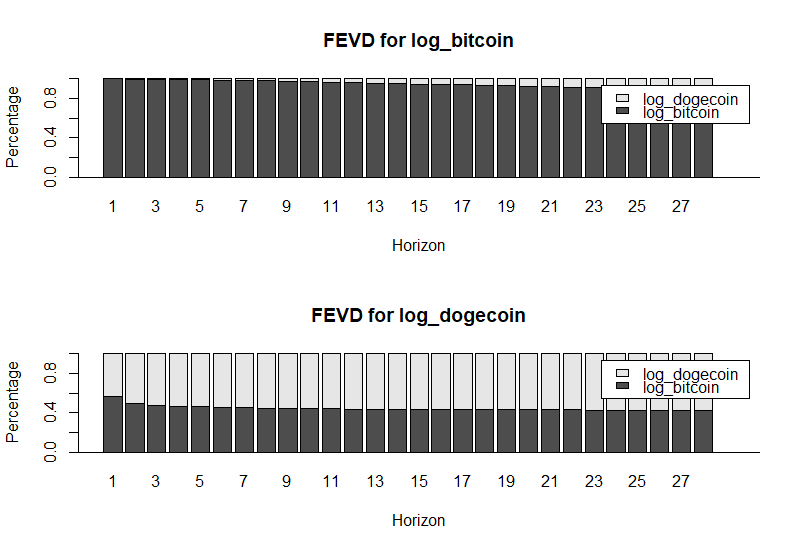 FEVD for log_bitcoin
Percentage
0.0 0.4 0.8
log_dogecoin
log_bitcoin
1 3 5 7 9 11 13 15 17 19 21 23 25 27
Horizon
FEVD for log_dogecoin
Percentage
0.0 0.4 0.8
log_dogecoin
log_bitcoin
1 3 5 7 9 11 13 15 17 19 21 23 25 27
Horizon